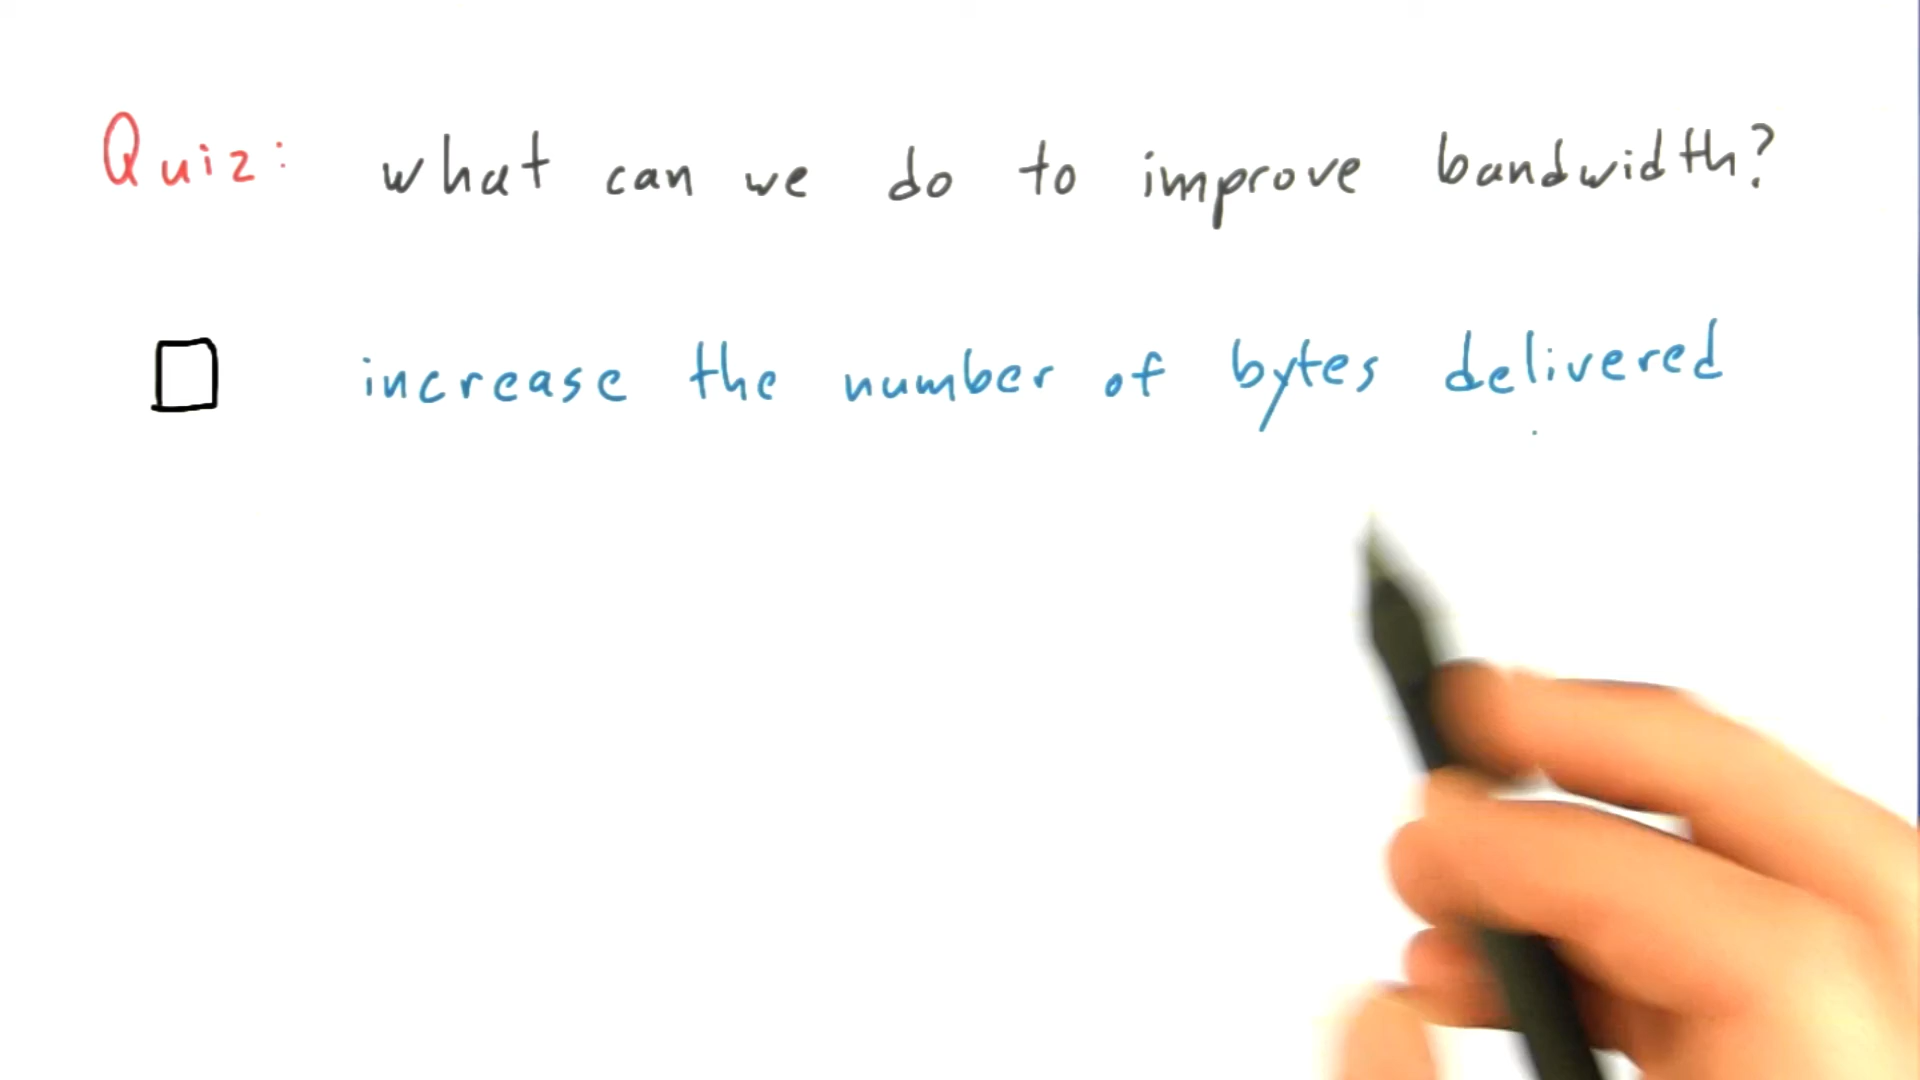 Quiz: what can we do to improve bandwidth?
increase the number of bytes delivered